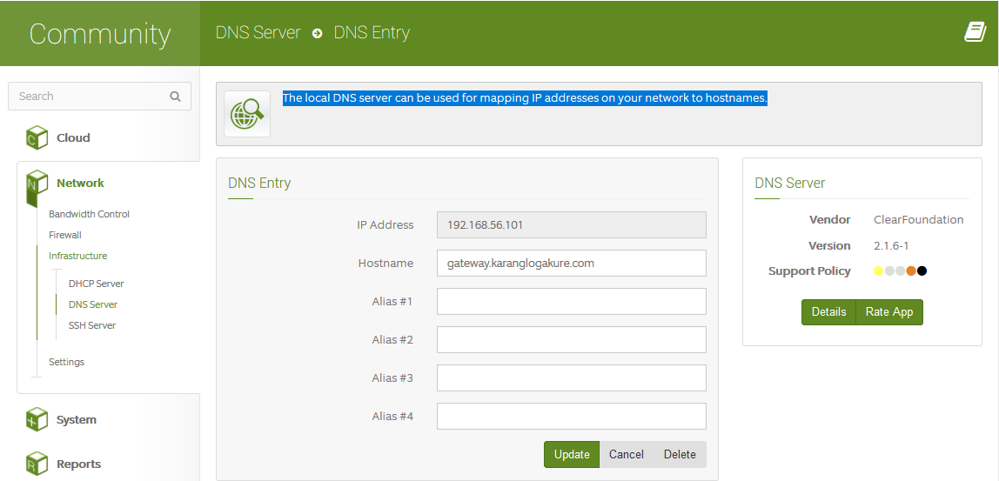 Community
DNS Server DNS Entry
Search
Cloud
Network
Bandwidth Control
Firewall
Infrastructure
DHCP Server
DNS Server
SSH Server
Settings
System
Reports
The local DNS server can be used for mapping IP addresses on your network to hostnames.
DNS Entry
IP Address 192.168.56.101
Hostname gateway.karanglogakure.com
Alias #1
Alias #2
Alias #3
Alias #4
Update Cancel Delete
DNS Server
Vendor ClearFoundation
Version 2.1.6-1
Support Policy
Details Rate App